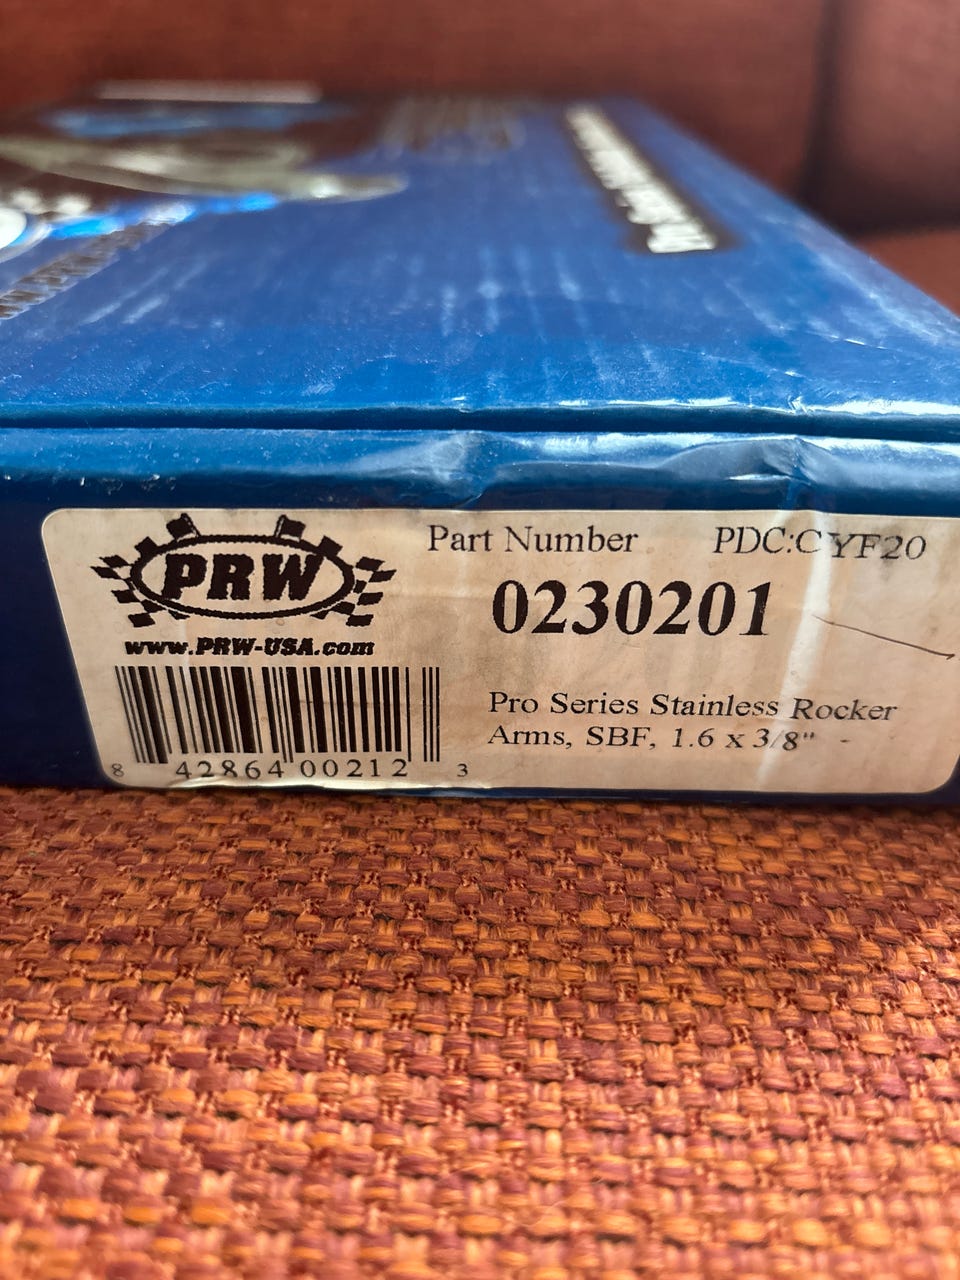 PRW
www.PRW-USA.com
Part Number PDC:CYF20
0230201
Pro Series Stainless Rocker
Arms, SBF, 1.6 x 3/8" -
8 42864 00212 3